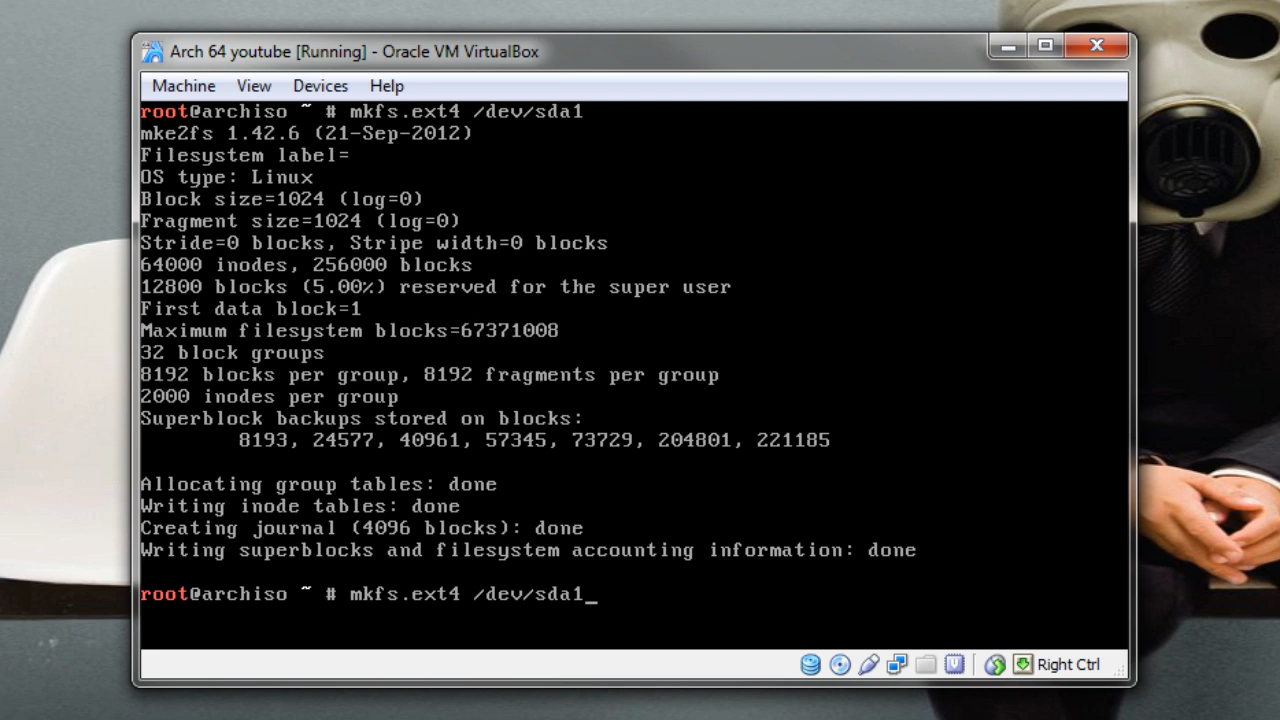 Arch 64 youtube [Running] - Oracle VM VirtualBox
Machine View Devices Help
root@archiso ~ # mkfs.ext4 /dev/sda1
mke2fs 1.42.6 (21-Sep-2012)
Filesystem label=
OS type: Linux
Block size=1024 (log=0)
Fragment size=1024 (log=0)
Stride=0 blocks, Stripe width=0 blocks
64000 inodes, 256000 blocks
12800 blocks (5.00%) reserved for the super user
First data block=1
Maximum filesystem blocks=67371008
32 block groups
8192 blocks per group, 8192 fragments per group
2000 inodes per group
Superblock backups stored on blocks:
8193, 24577, 40961, 57345, 73729, 204801, 221185
Allocating group tables: done
Writing inode tables: done
Creating journal (4096 blocks): done
Writing superblocks and filesystem accounting information: done
root@archiso ~ # mkfs.ext4 /dev/sda1_
Right Ctrl